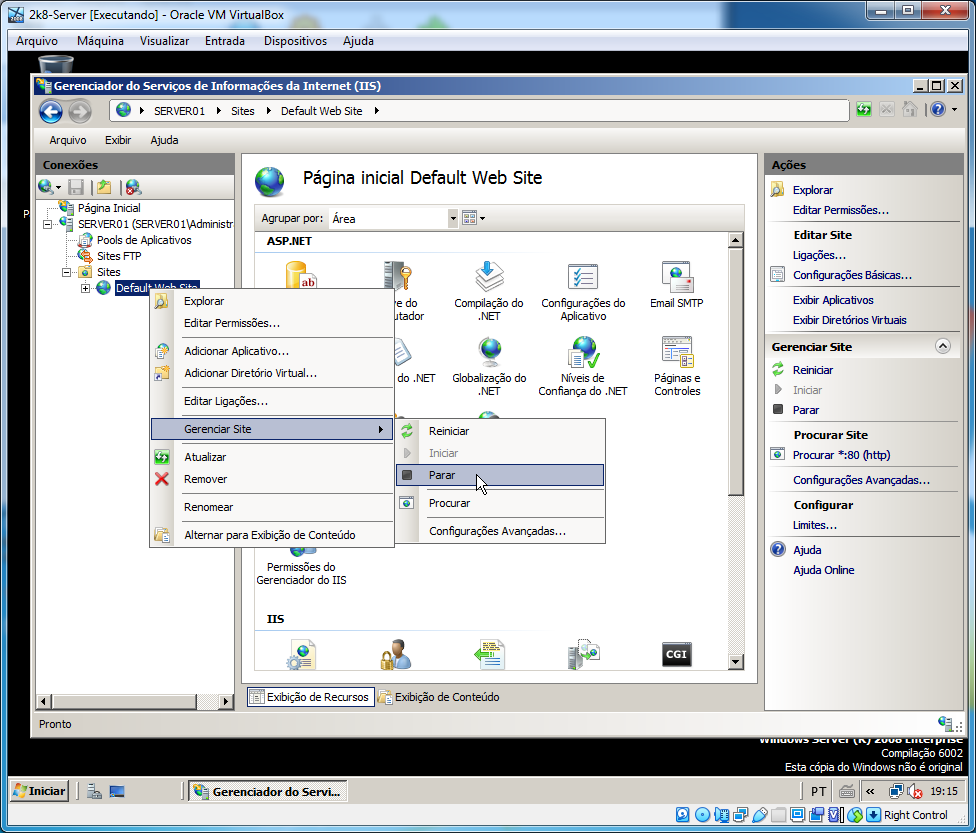 2k8-Server [Executando] - Oracle VM VirtualBox
Arquivo Máquina Visualizar Entrada Dispositivos Ajuda
Gerenciador do Serviços de Informações da Internet (IIS)
SERVER01 Sites Default Web Site
Arquivo Exibir Ajuda
Conexões
Página Inicial
SERVER01 (SERVER01\Administr
Pools de Aplicativos
Sites FTP
Sites
Default Web Site
Explorar
Editar Permissões...
Adicionar Aplicativo...
Adicionar Diretório Virtual...
Editar Ligações...
Gerenciar Site
Atualizar
Remover
Renomear
Alternar para Exibição de Conteúdo
Reiniciar
Iniciar
Parar
Procurar
Configurações Avançadas...
Página inicial Default Web Site
Agrupar por: Área
ASP.NET
ab
ve do
utador
Compilação do
.NET
Configurações do
Aplicativo
Email SMTP
do .NET
Globalização do
.NET
Níveis de
Confiança do .NET
Páginas e
Controles
Permissões do
Gerenciador do IIS
IIS
CGI
Exibição de Recursos
Exibição de Conteúdo
Ações
Explorar
Editar Permissões...
Editar Site
Ligações...
Configurações Básicas...
Exibir Aplicativos
Exibir Diretórios Virtuais
Gerenciar Site
Reiniciar
Iniciar
Parar
Procurar Site
Procurar *:80 (http)
Configurações Avançadas...
Configurar
Limites...
Ajuda
Ajuda Online
Pronto
P
Windows Server (R) 2008 Enterprise
Compilação 6002
Esta cópia do Windows não é original
Iniciar
Gerenciador do Servi...
PT
«
19:15
Right Control